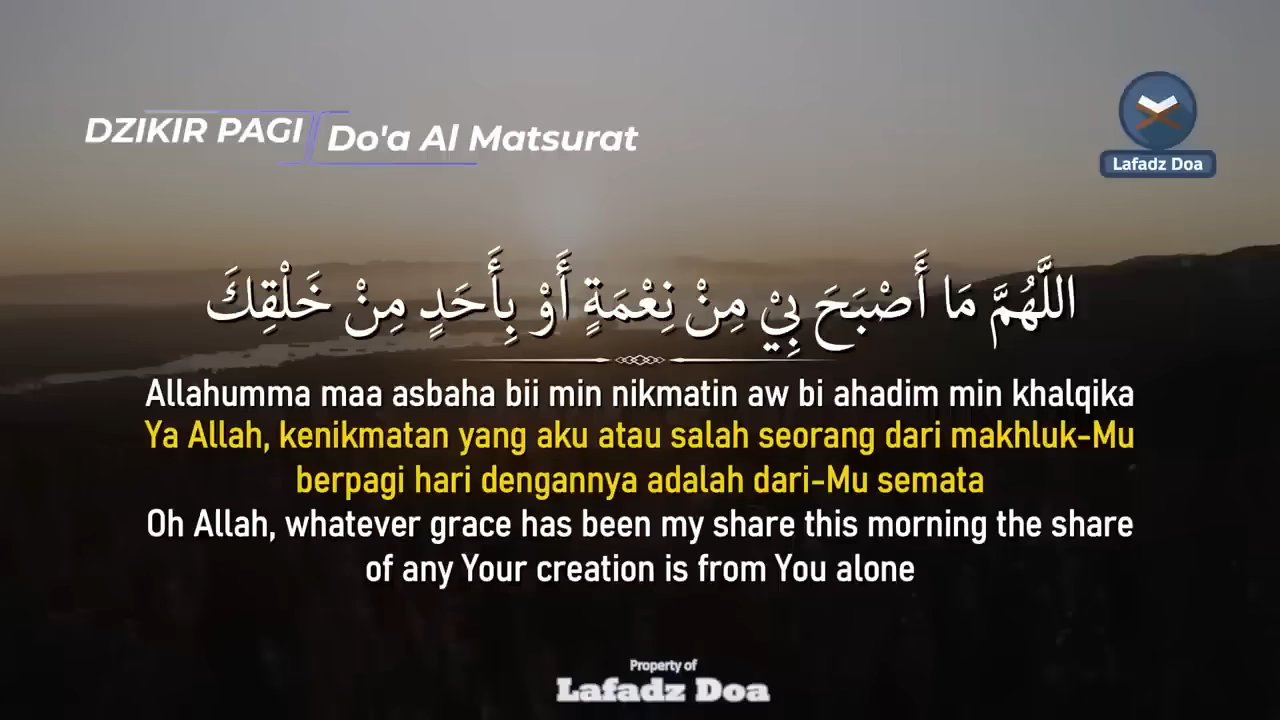 DZIKIR PAGI
Do'a Al Matsurat
Lafadz Doa
اللَّهُمَّ مَا أَصْبَحَ بِيْ مِنْ نِعْمَةٍ أَوْ بِأَحَدٍ مِنْ خَلْقِكَ
Allahumma maa asbaha bii min nikmatin aw bi ahadim min khalqika
Ya Allah, kenikmatan yang aku atau salah seorang dari makhluk-Mu
berpagi hari dengannya adalah dari-Mu semata
Oh Allah, whatever grace has been my share this morning the share
of any Your creation is from You alone
Property of
Lafadz Doa